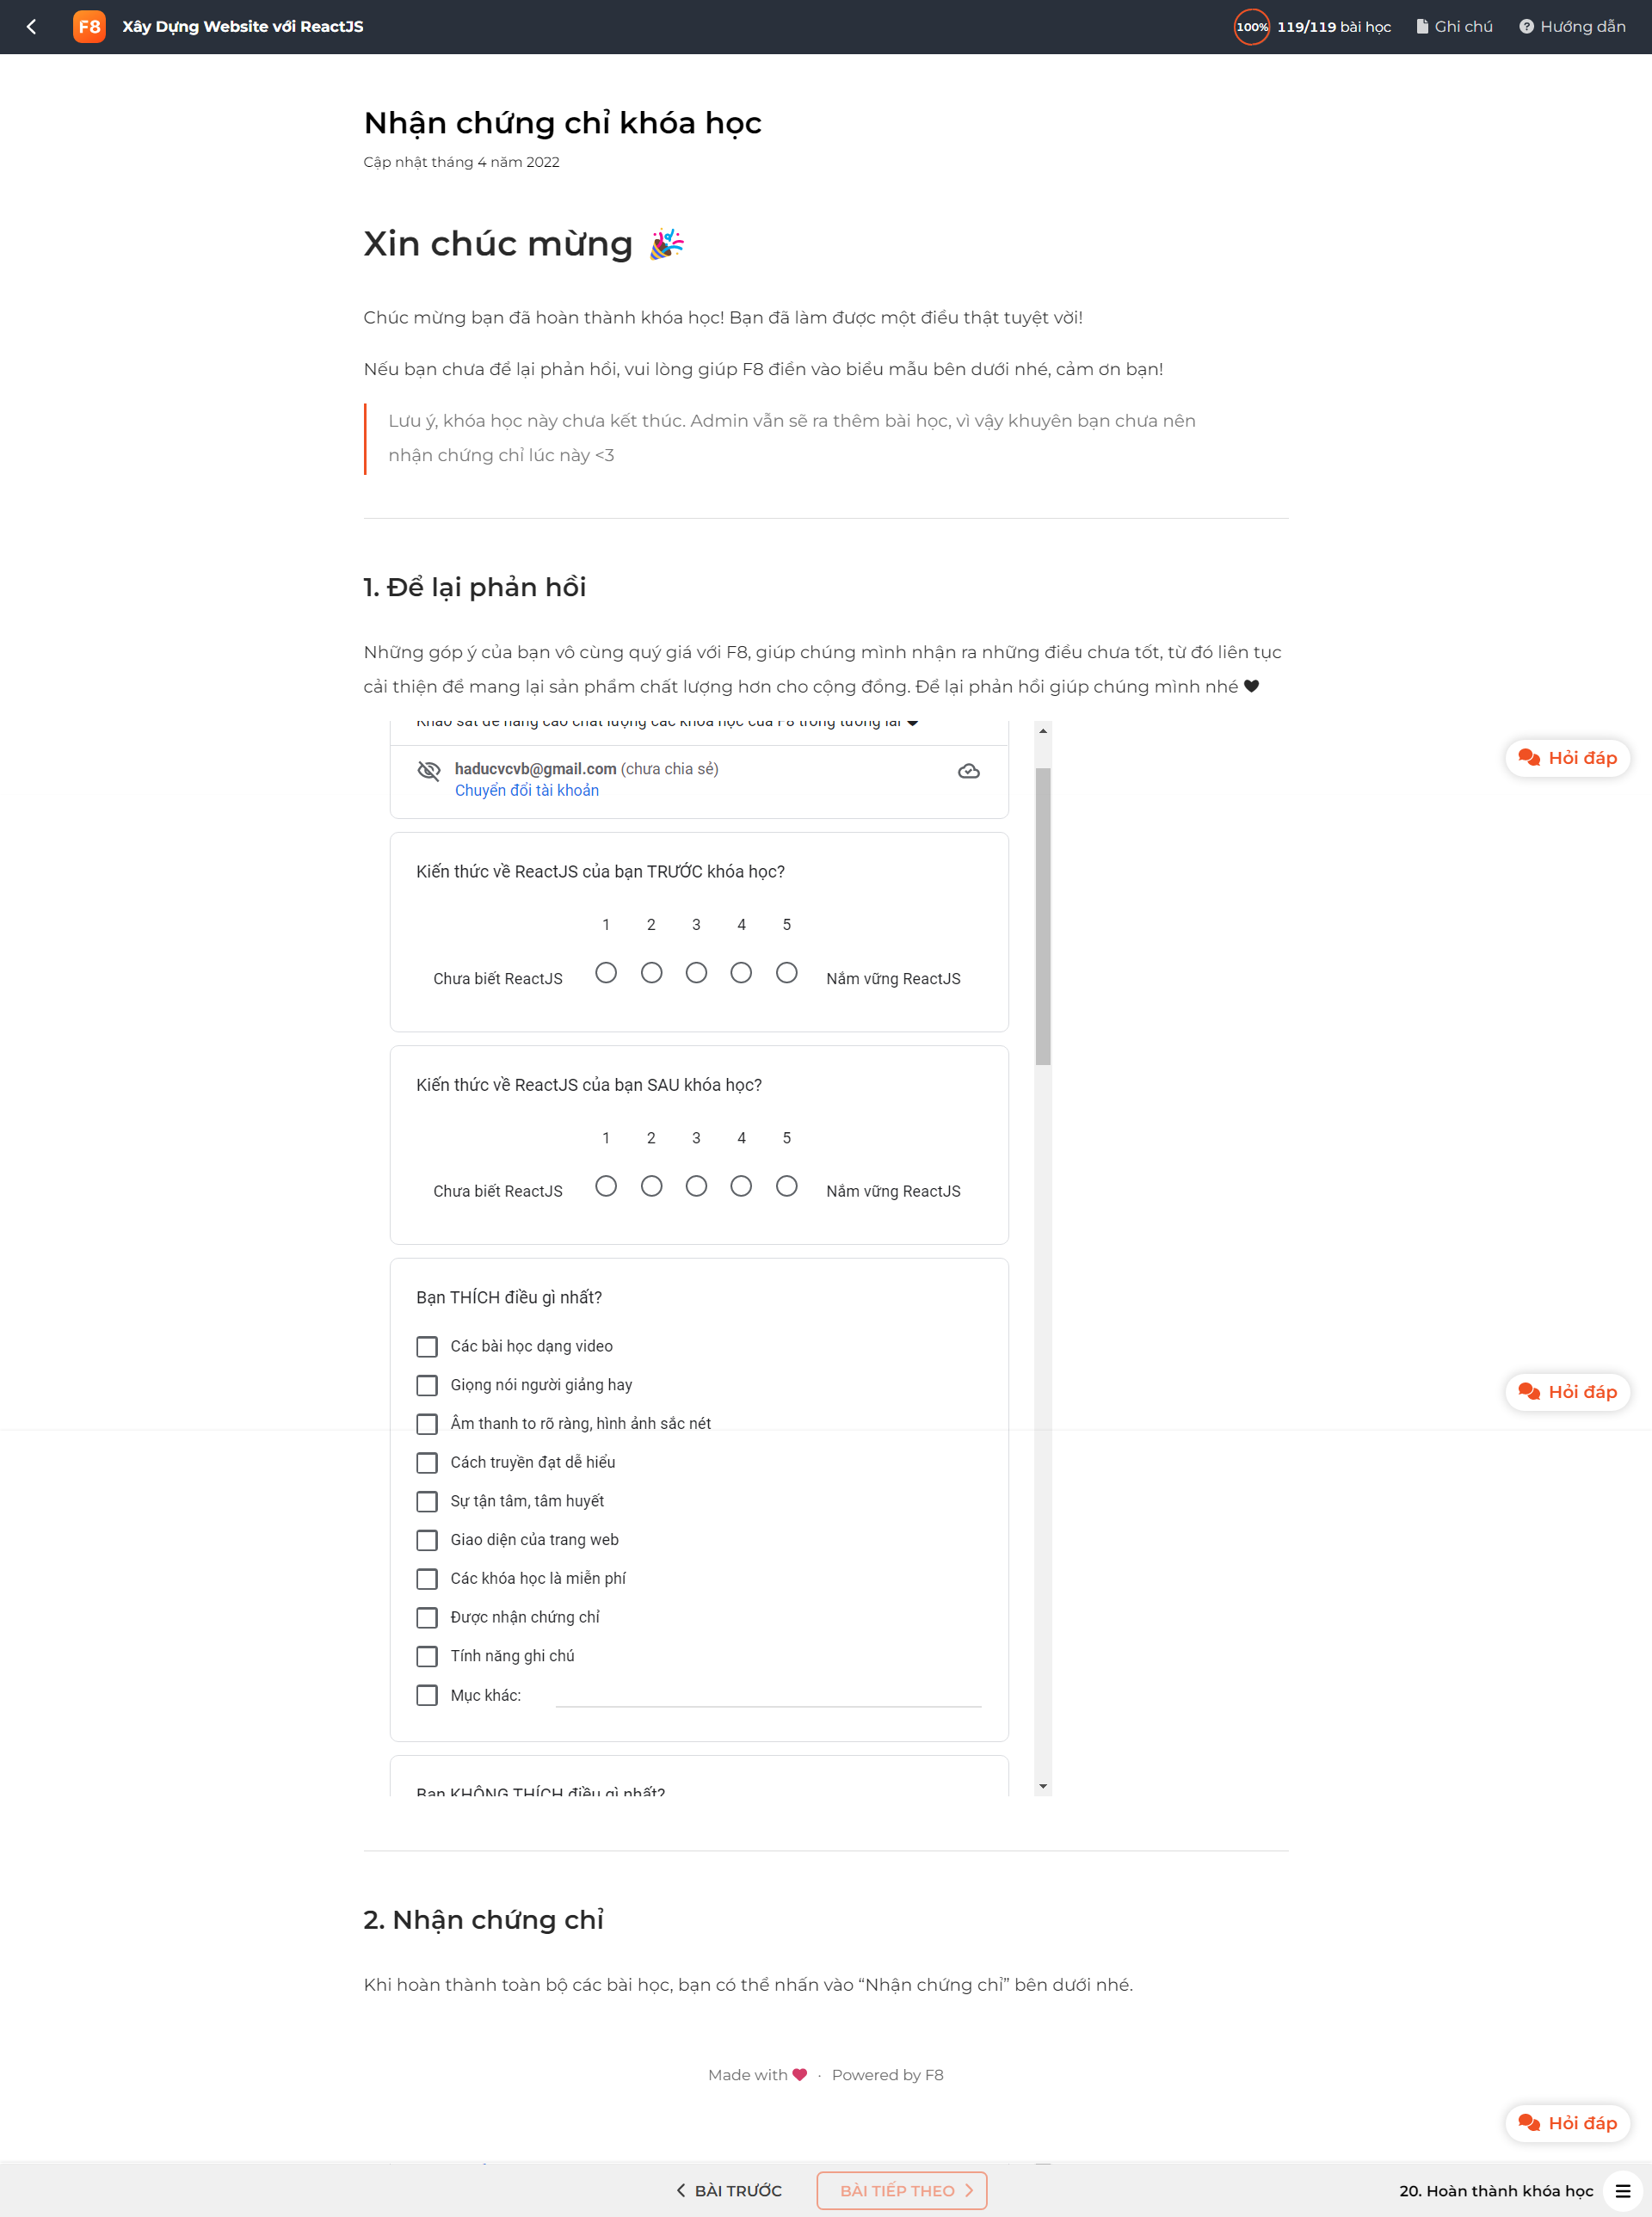 F8 Xây Dựng Website với ReactJS
100% 119/119 bài học Ghi chú Hướng dẫn
Nhận chứng chỉ khóa học
Cập nhật tháng 4 năm 2022
Xin chúc mừng 🎉
Chúc mừng bạn đã hoàn thành khóa học! Bạn đã làm được một điều thật tuyệt vời!
Nếu bạn chưa để lại phản hồi, vui lòng giúp F8 điền vào biểu mẫu bên dưới nhé, cảm ơn bạn!
Lưu ý, khóa học này chưa kết thúc. Admin vẫn sẽ ra thêm bài học, vì vậy khuyên bạn chưa nên
nhận chứng chỉ lúc này <3
1. Để lại phản hồi
Những góp ý của bạn vô cùng quý giá với F8, giúp chúng mình nhận ra những điều chưa tốt, từ đó liên tục
cải thiện để mang lại sản phẩm chất lượng hơn cho cộng đồng. Để lại phản hồi giúp chúng mình nhé 🖤
Khảo sát để nâng cao chất lượng các khóa học của F8 trong tương lai ❤
Hỏi đáp
haducvcvb@gmail.com (chưa chia sẻ)
Chuyển đổi tài khoản
Kiến thức về ReactJS của bạn TRƯỚC khóa học?
1 2 3 4 5
Chưa biết ReactJS Nắm vững ReactJS
Kiến thức về ReactJS của bạn SAU khóa học?
1 2 3 4 5
Chưa biết ReactJS Nắm vững ReactJS
Bạn THÍCH điều gì nhất?
Các bài học dạng video
Giọng nói người giảng hay
Hỏi đáp
Âm thanh to rõ ràng, hình ảnh sắc nét
Cách truyền đạt dễ hiểu
Sự tận tâm, tâm huyết
Giao diện của trang web
Các khóa học là miễn phí
Được nhận chứng chỉ
Tính năng ghi chú
Mục khác:
Bạn KHÔNG THÍCH điều gì nhất?
2. Nhận chứng chỉ
Khi hoàn thành toàn bộ các bài học, bạn có thể nhấn vào “Nhận chứng chỉ” bên dưới nhé.
Made with ❤ · Powered by F8
Hỏi đáp
BÀI TRƯỚC BÀI TIẾP THEO 20. Hoàn thành khóa học